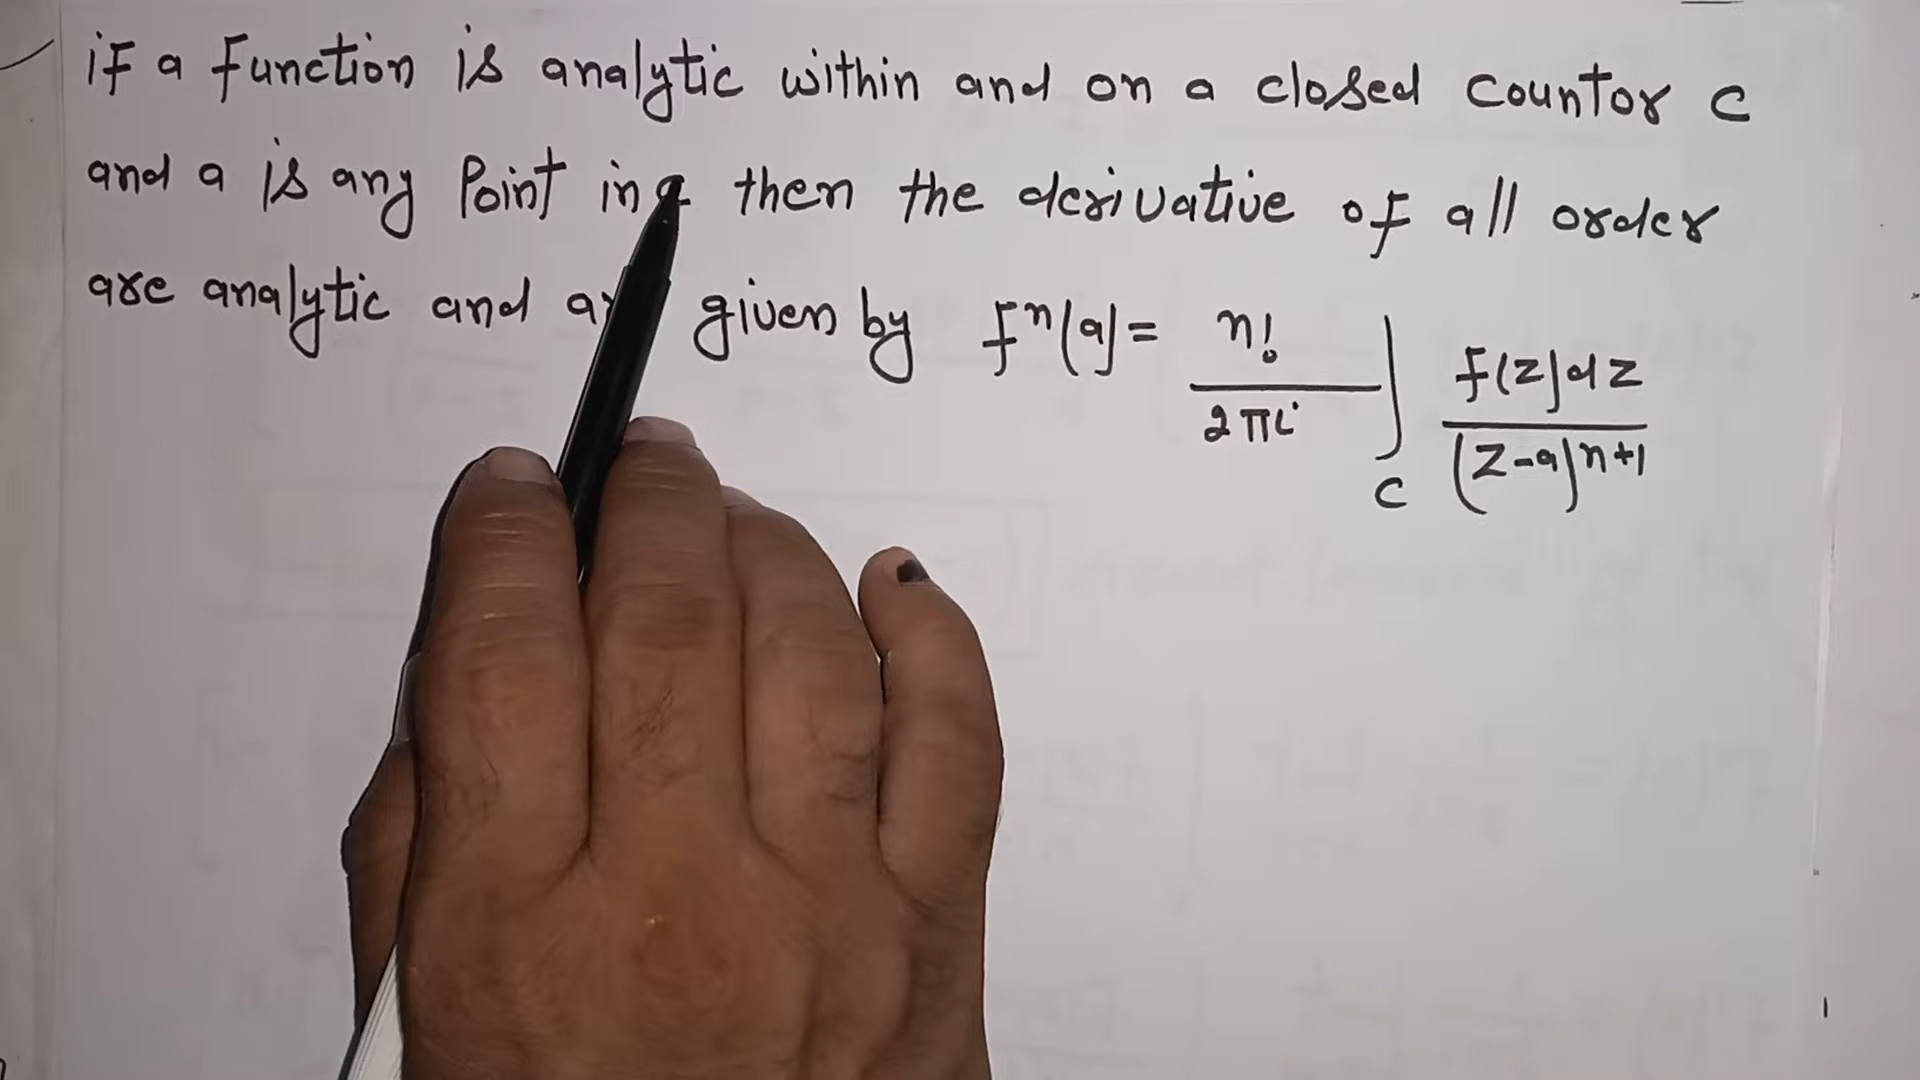 if a function is analytic within and on a closed countor c
and a is any Point in then the derivative of all order
are analytic and given by fⁿ(a) = n!/2πi ∫_C f(z)dz/(z-a)ⁿ⁺¹